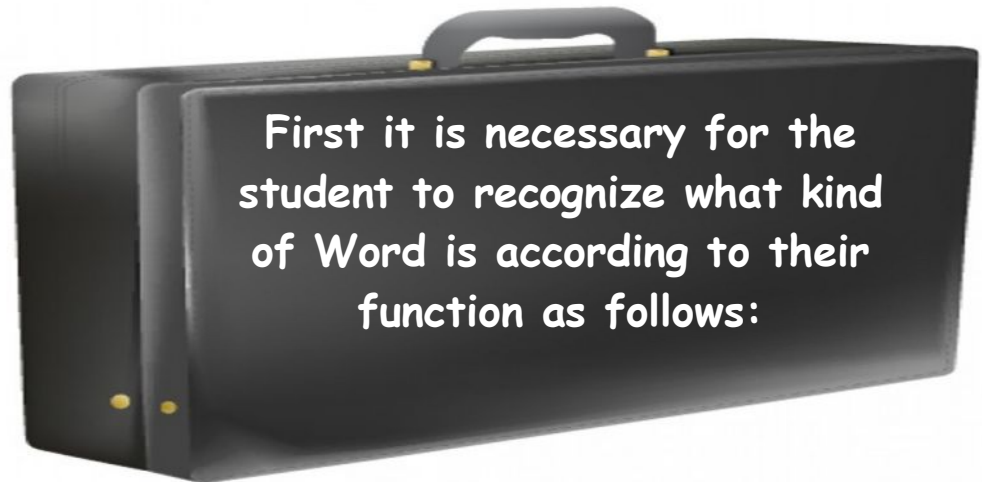 First it is necessary for the
student to recognize what kind
of Word is according to their
function as follows: